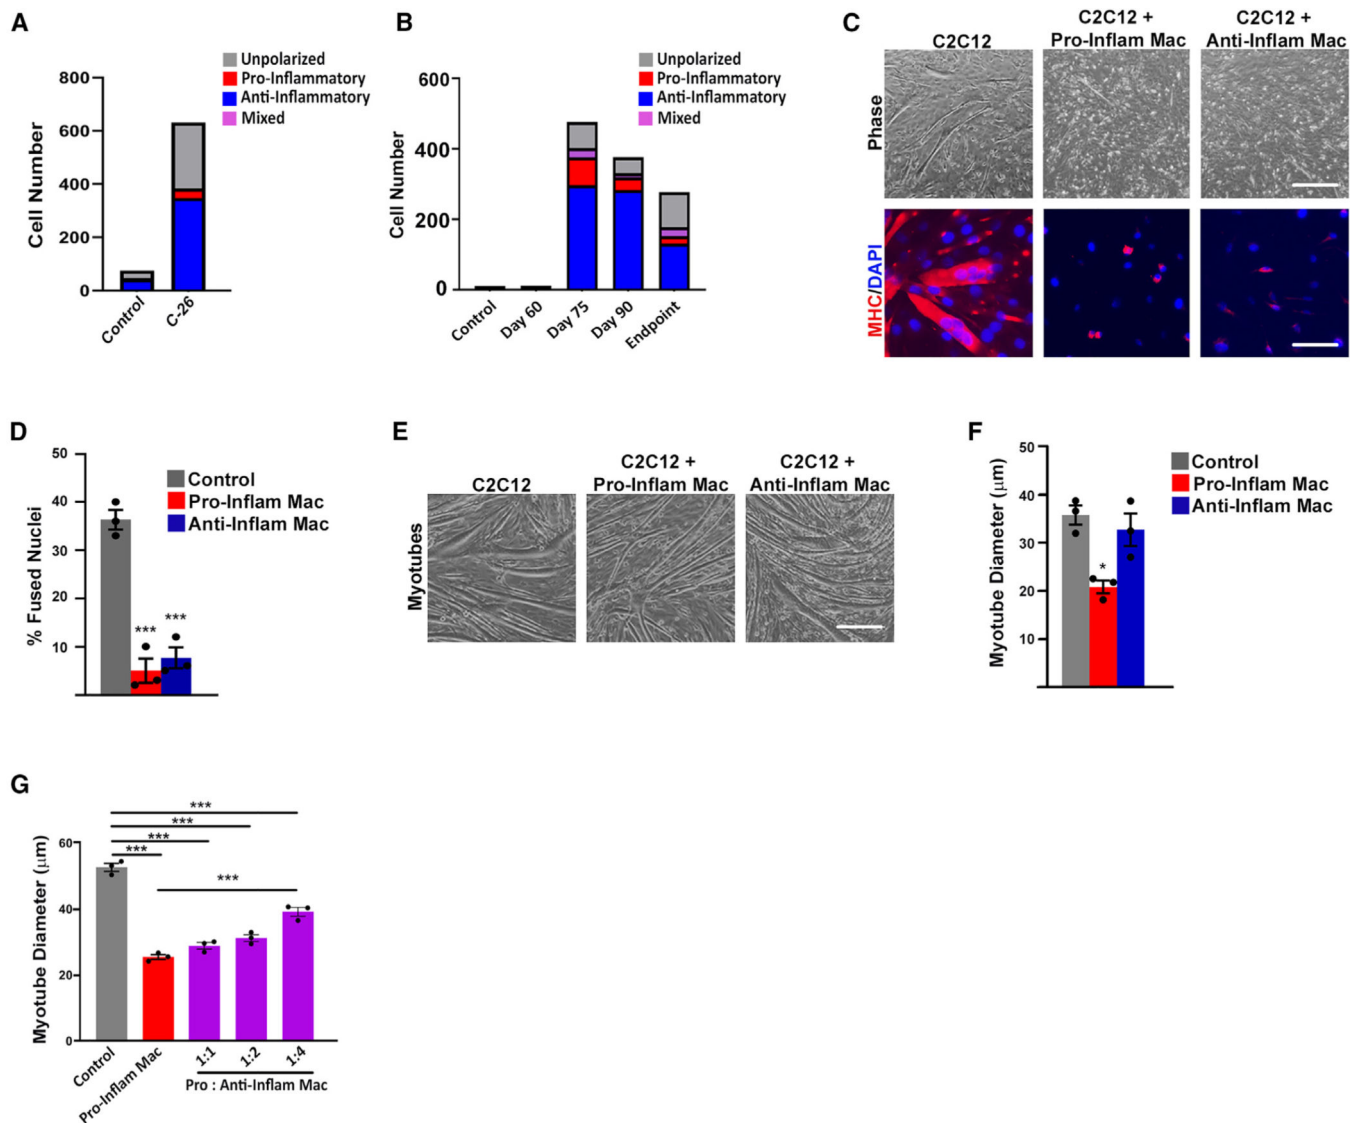 A
Unpolarized
Pro-Inflammatory
Anti-Inflammatory
Mixed
Cell Number
800
600
400
200
0
Control
C-26
B
Unpolarized
Pro-Inflammatory
Anti-Inflammatory
Mixed
Cell Number
600
400
200
0
Control
Day 60
Day 75
Day 90
Endpoint
C
C2C12
C2C12 +
Pro-Inflam Mac
C2C12 +
Anti-Inflam Mac
Phase
MHC/DAPI
D
% Fused Nuclei
50
40
30
20
10
Control
Pro-Inflam Mac
Anti-Inflam Mac
***
***
E
C2C12
C2C12 +
Pro-Inflam Mac
C2C12 +
Anti-Inflam Mac
Myotubes
F
Myotube Diameter (μm)
50
40
30
20
10
Control
Pro-Inflam Mac
Anti-Inflam Mac
*
G
Myotube Diameter (μm)
60
40
20
0
***
***
***
***
***
Control
Pro-Inflam Mac
1:1
1:2
1:4
Pro : Anti-Inflam Mac